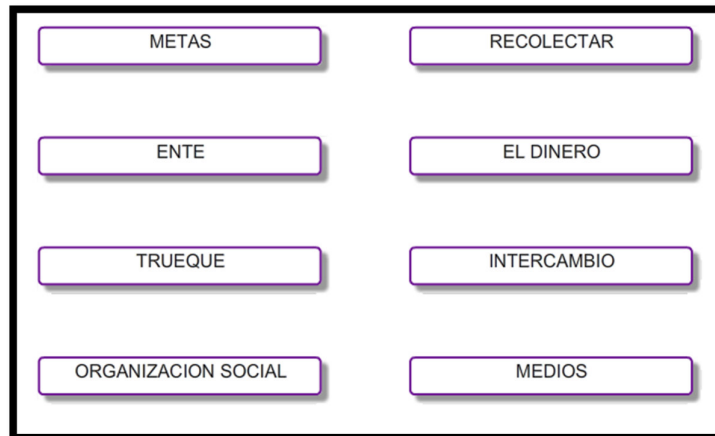 METAS
RECOLECTAR
ENTE
EL DINERO
TRUEQUE
INTERCAMBIO
ORGANIZACION SOCIAL
MEDIOS